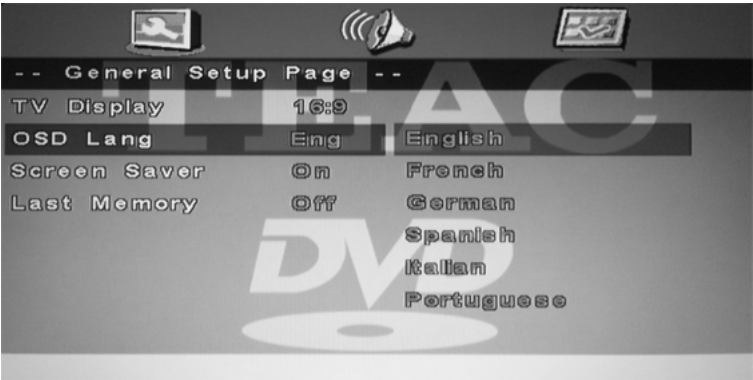 -- General Setup Page --
TEAC
TV Display 16:9
OSD Lang Eng English
Screen Saver On French
Last Memory Off German
Spanish
Italian
Portuguese
DVD